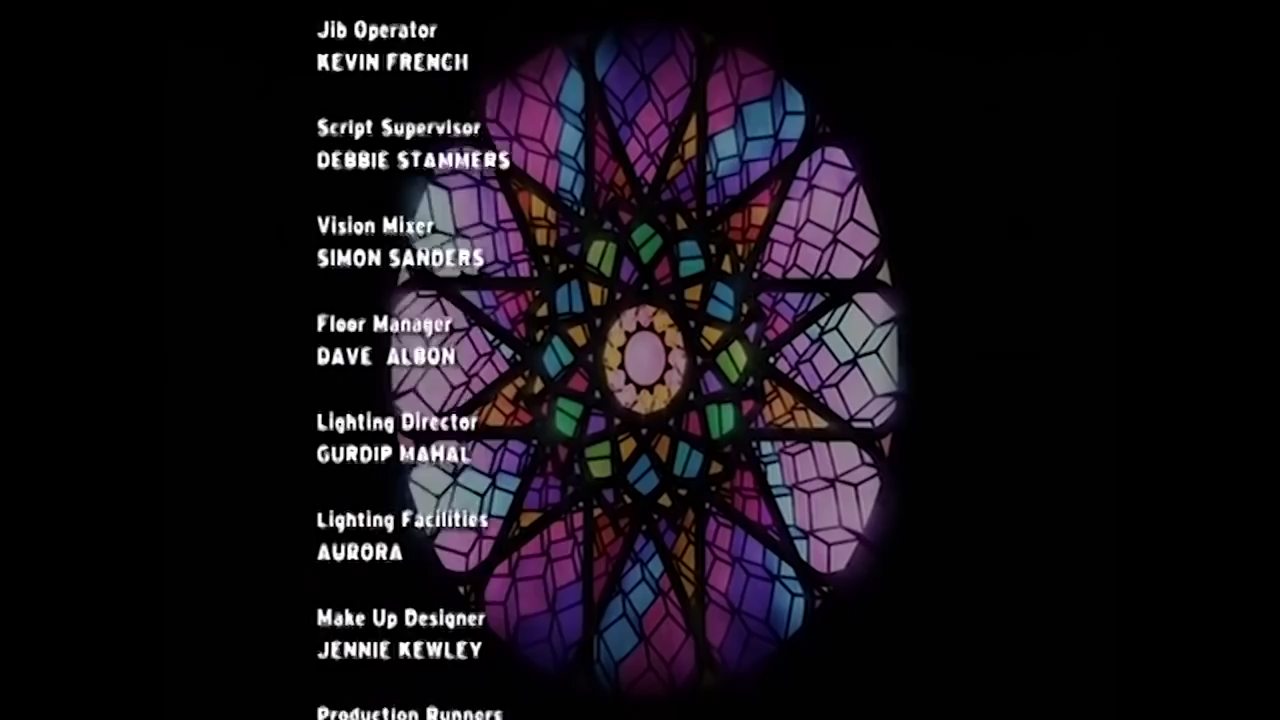 Jib Operator
KEVIN FRENCH
Script Supervisor
DEBBIE STAMMERS
Vision Mixer
SIMON SANDERS
Floor Manager
DAVE ALBON
Lighting Director
GURDIP MAHAL
Lighting Facilities
AURORA
Make Up Designer
JENNIE KEWLEY
Production Runners